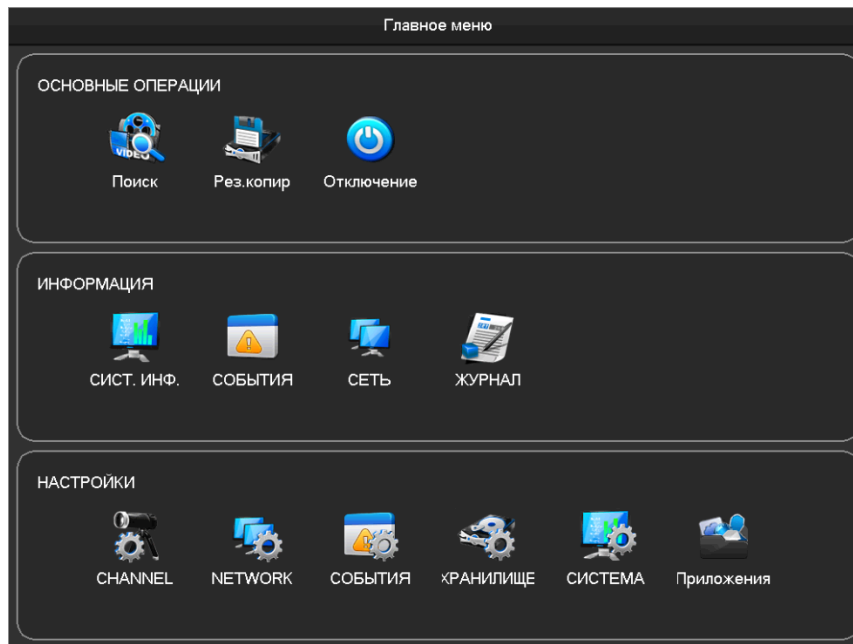 Главное меню
ОСНОВНЫЕ ОПЕРАЦИИ
VIDEO
Поиск Рез.копир Отключение
ИНФОРМАЦИЯ
СИСТ. ИНФ. СОБЫТИЯ СЕТЬ ЖУРНАЛ
НАСТРОЙКИ
CHANNEL NETWORK СОБЫТИЯ ХРАНИЛИЩЕ СИСТЕМА Приложения